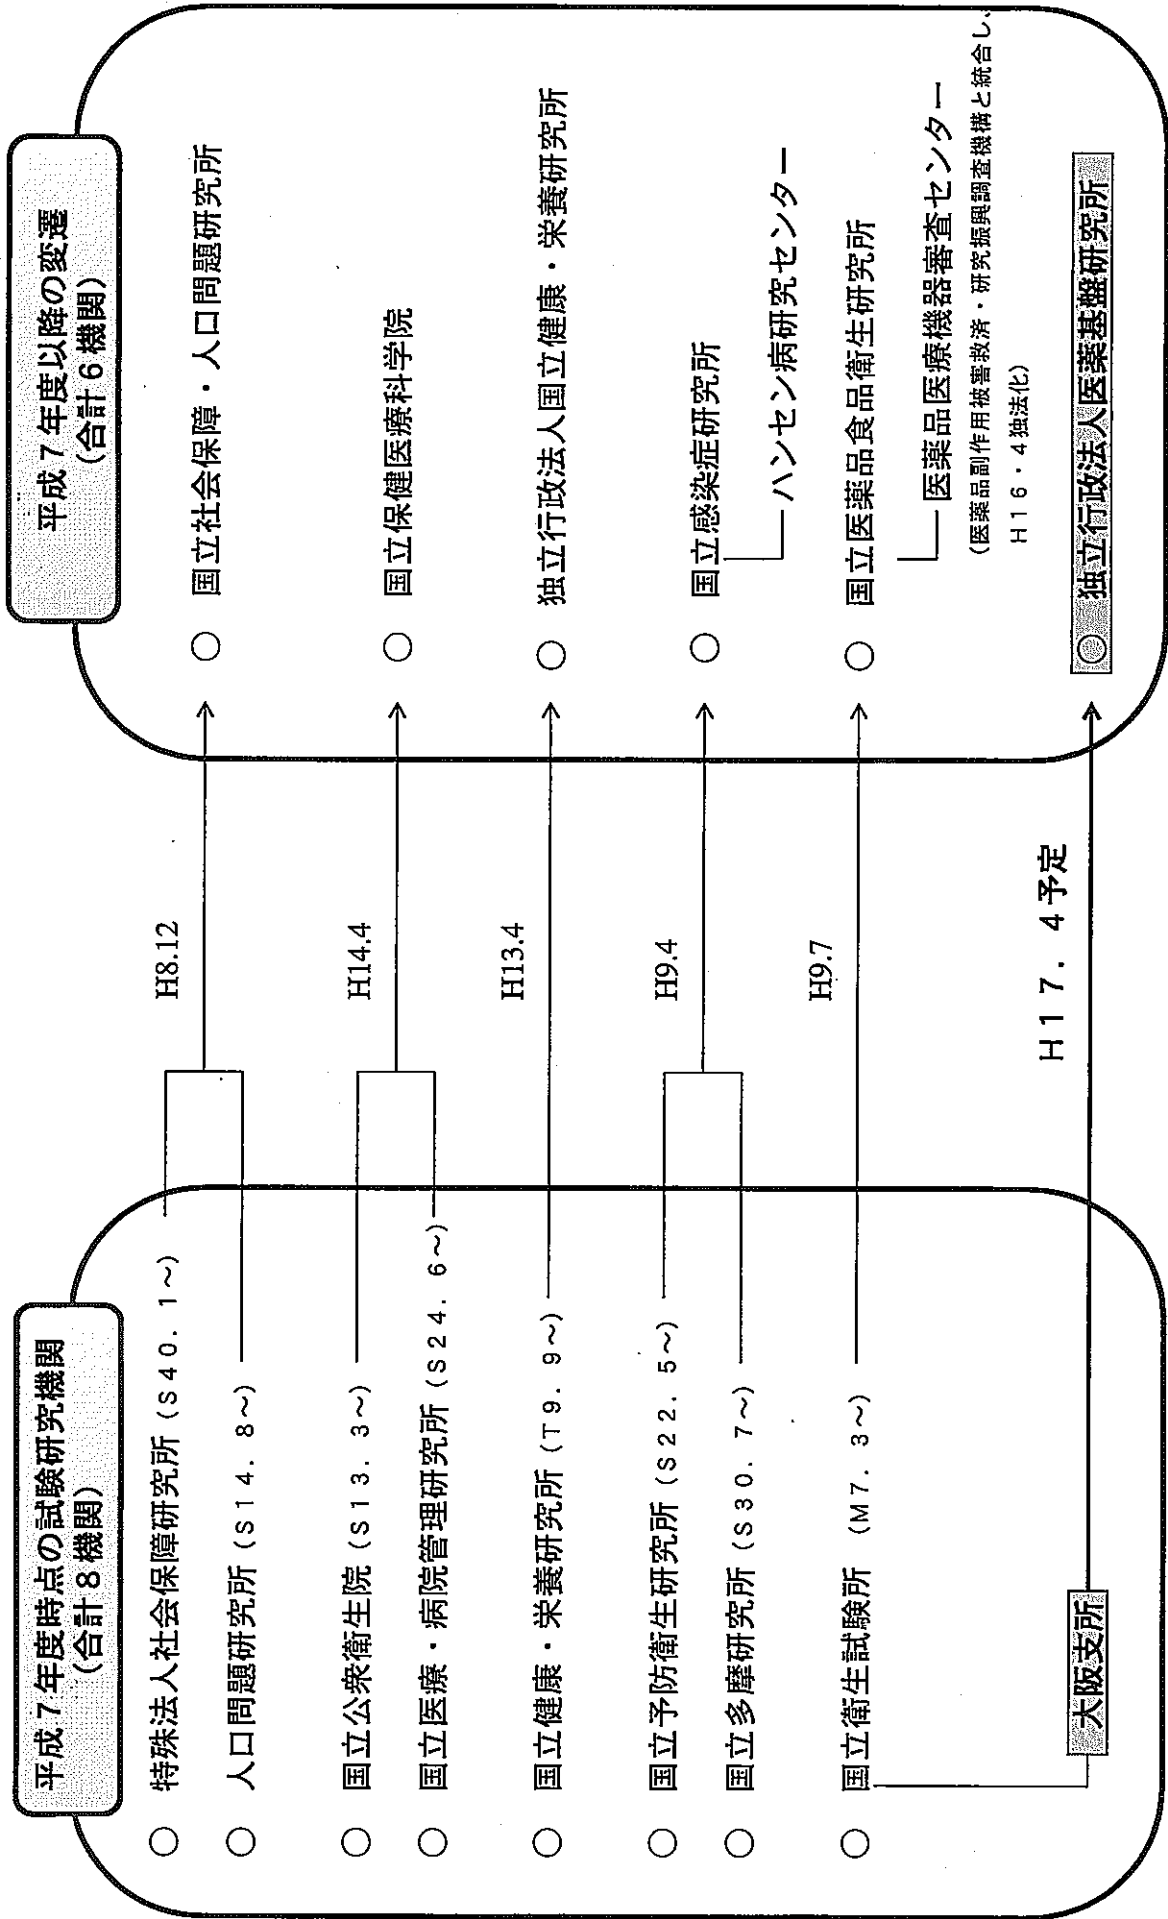 平成７年度時点の試験研究機関
（合計８機関）
○ 特殊法人社会保障研究所（Ｓ４０．１～）
○ 人口問題研究所（Ｓ１４．８～）
○ 国立公衆衛生院（Ｓ１３．３～）
○ 国立医療・病院管理研究所（Ｓ２４．６～）
○ 国立健康・栄養研究所（Ｔ９．９～）
○ 国立予防衛生研究所（Ｓ２２．５～）
○ 国立多摩研究所（Ｓ３０．７～）
○ 国立衛生試験所（Ｍ７．３～）
大阪支所
H8.12
H14.4
H13.4
H9.4
H9.7
Ｈ１７．４予定
平成７年度以降の変遷
（合計６機関）
○ 国立社会保障・人口問題研究所
○ 国立保健医療科学院
○ 独立行政法人国立健康・栄養研究所
○ 国立感染症研究所
ハンセン病研究センター
○ 国立医薬品食品衛生研究所
医薬品医療機器審査センター
（医薬品副作用被害救済・研究振興調査機構と統合し、
Ｈ１６・４独法化）
○ 独立行政法人医薬基盤研究所